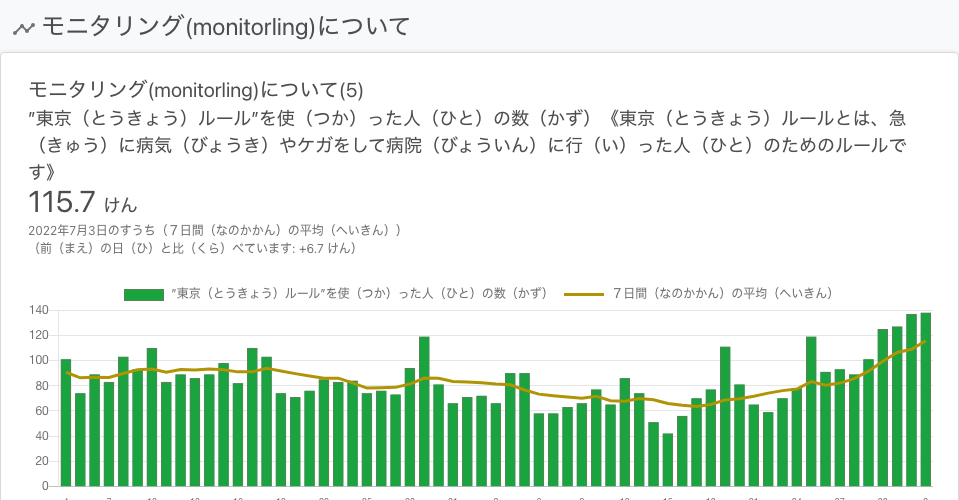 モニタリング(monitorling)について
モニタリング(monitorling)について(5)
”東京（とうきょう）ルール”を使（つか）った人（ひと）の数（かず）《東京（とうきょう）ルールとは、急
（きゅう）に病気（びょうき）やケガをして病院（びょういん）に行（い）った人（ひと）のためのルールで
す》
115.7 けん
2022年7月3日のすうち（７日間（なのかかん）の平均（へいきん））
（前（まえ）の日（ひ）と比（くら）べています: +6.7 けん）
”東京（とうきょう）ルール”を使（つか）った人（ひと）の数（かず） ７日間（なのかかん）の平均（へいきん）
140
120
100
80
60
40
20
0